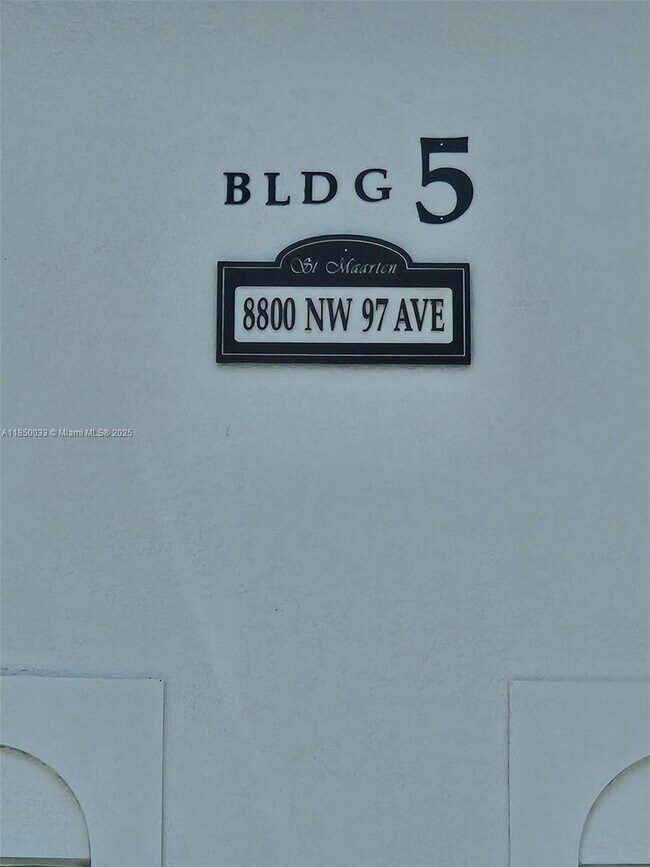 BLDG 5
St Maarten
8800 NW 97 AVE
A11850033 © Miami MLS® 2025